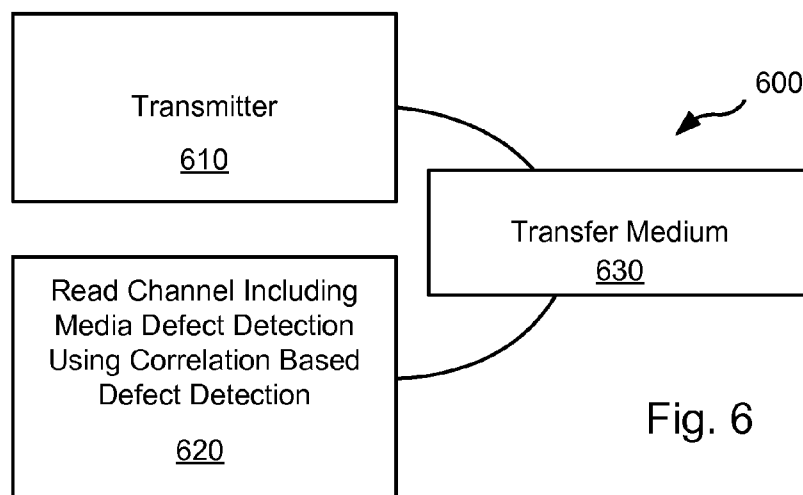 Transmitter
610
600
Transfer Medium
630
Read Channel Including
Media Defect Detection
Using Correlation Based
Defect Detection
620
Fig. 6